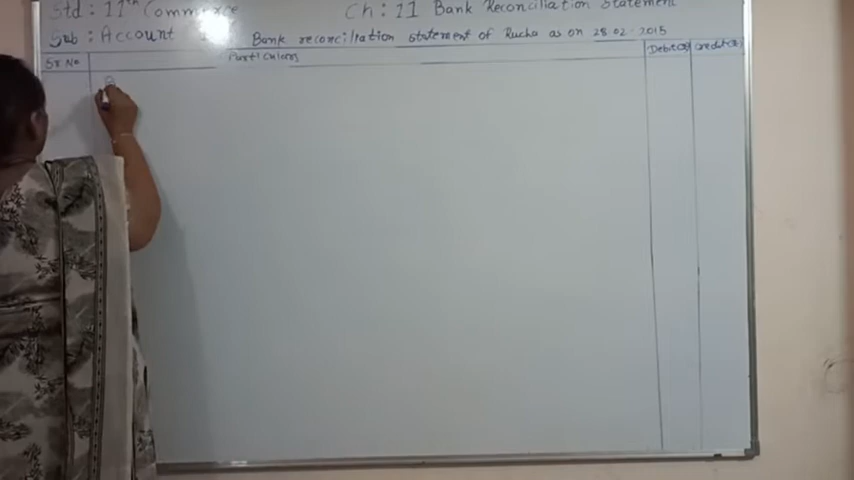 Std : 11th Commerce Ch : 11 Bank Reconciliation Statement
Sub : Account
Bank reconciliation statement of Rucha as on 28.02.2015
Sr No Particulars Debit(₹) credit(₹)